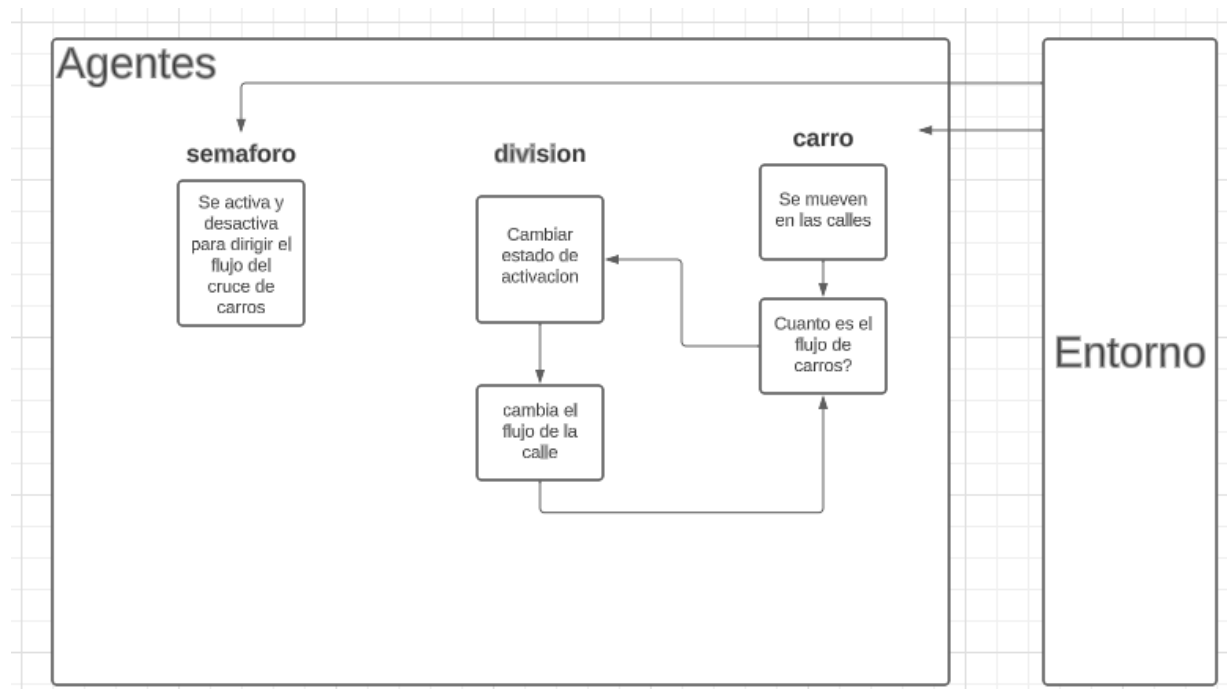 Agentes
semaforo
Se activa y
desactiva
para dirigir el
flujo del
cruce de
carros
division
Cambiar
estado de
activacion
cambia el
flujo de la
calle
carro
Se mueven
en las calles
Cuanto es el
flujo de
carros?
Entorno